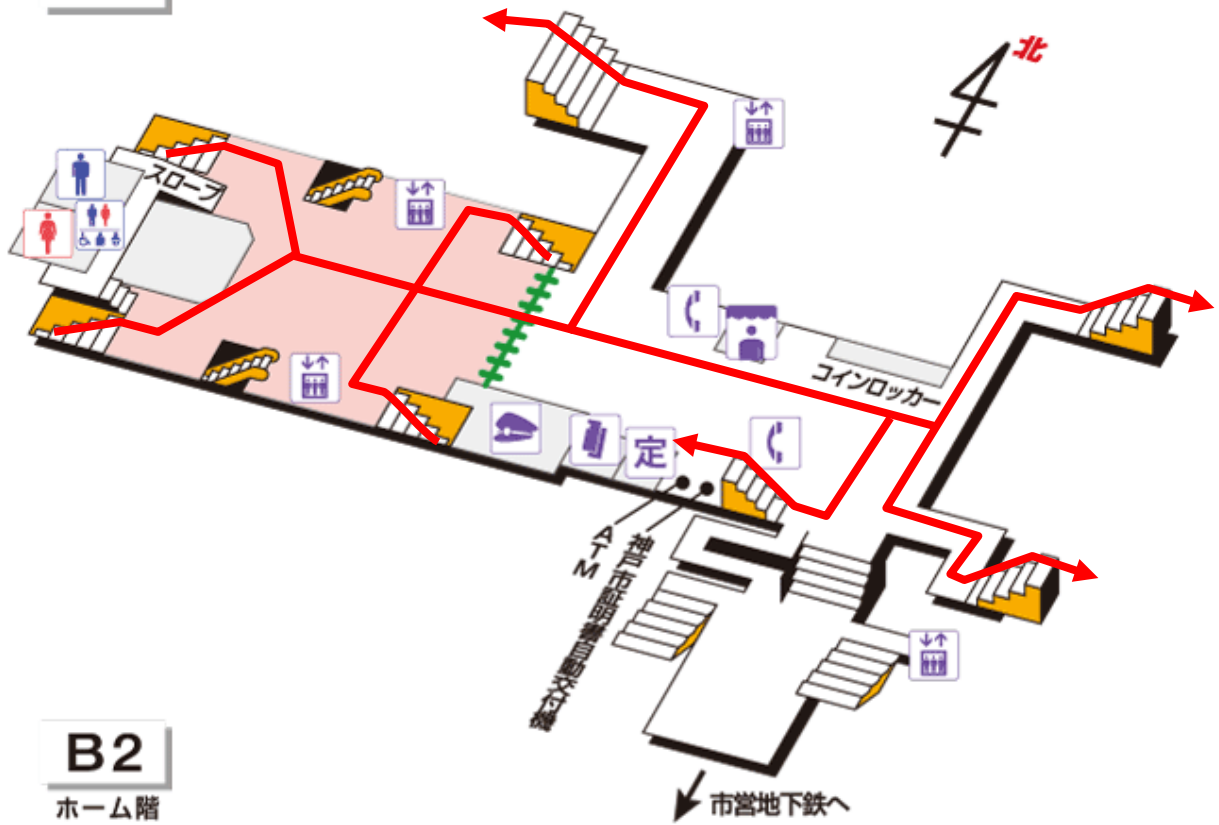 北
スロープ
コインロッカー
定
ATM
神戸市証明書自動交付機
B2
ホーム階
市営地下鉄へ